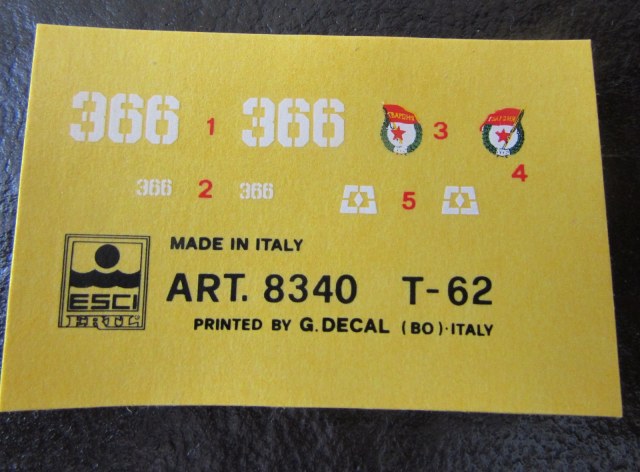 366 1 366 3
4
366 2 366 5
MADE IN ITALY
ESCI
ART. 8340 T-62
PRINTED BY G.DECAL (BO)·ITALY